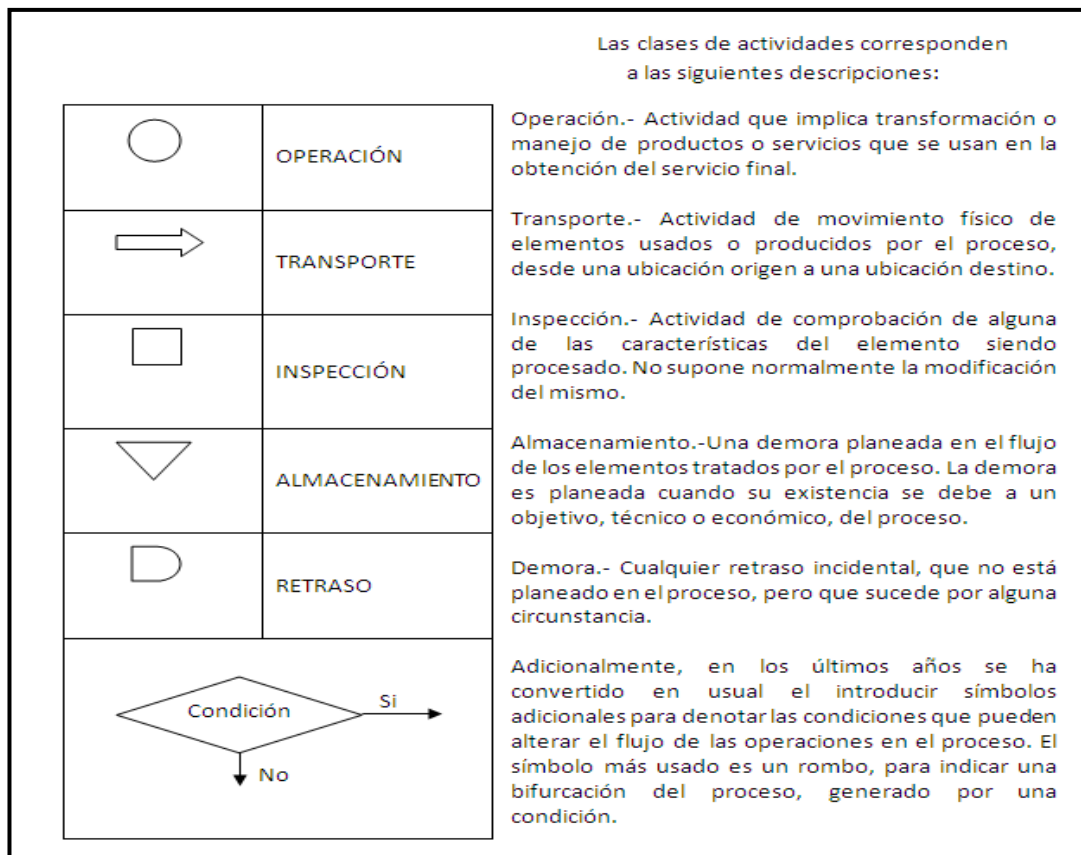 Las clases de actividades corresponden
a las siguientes descripciones:
OPERACIÓN
Operación.- Actividad que implica transformación o
manejo de productos o servicios que se usan en la
obtención del servicio final.
TRANSPORTE
Transporte.- Actividad de movimiento físico de
elementos usados o producidos por el proceso,
desde una ubicación origen a una ubicación destino.
INSPECCIÓN
Inspección.- Actividad de comprobación de alguna
de las características del elemento siendo
procesado. No supone normalmente la modificación
del mismo.
ALMACENAMIENTO
Almacenamiento.-Una demora planeada en el flujo
de los elementos tratados por el proceso. La demora
es planeada cuando su existencia se debe a un
objetivo, técnico o económico, del proceso.
RETRASO
Demora.- Cualquier retraso incidental, que no está
planeado en el proceso, pero que sucede por alguna
circunstancia.
Condición
Si
No
Adicionalmente, en los últimos años se ha
convertido en usual el introducir símbolos
adicionales para denotar las condiciones que pueden
alterar el flujo de las operaciones en el proceso. El
símbolo más usado es un rombo, para indicar una
bifurcación del proceso, generado por una
condición.